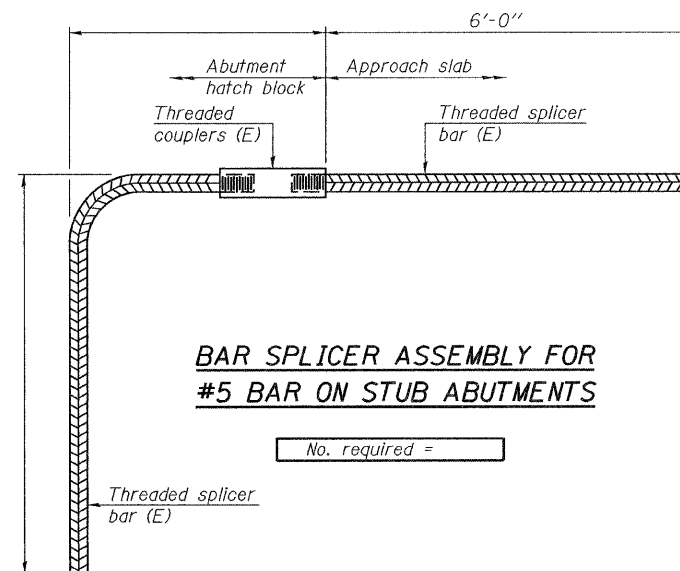 6'-0"
Abutment
hatch block
Approach slab
Threaded
couplers (E)
Threaded splicer
bar (E)
BAR SPLICER ASSEMBLY FOR
#5 BAR ON STUB ABUTMENTS
No. required =
Threaded splicer
bar (E)